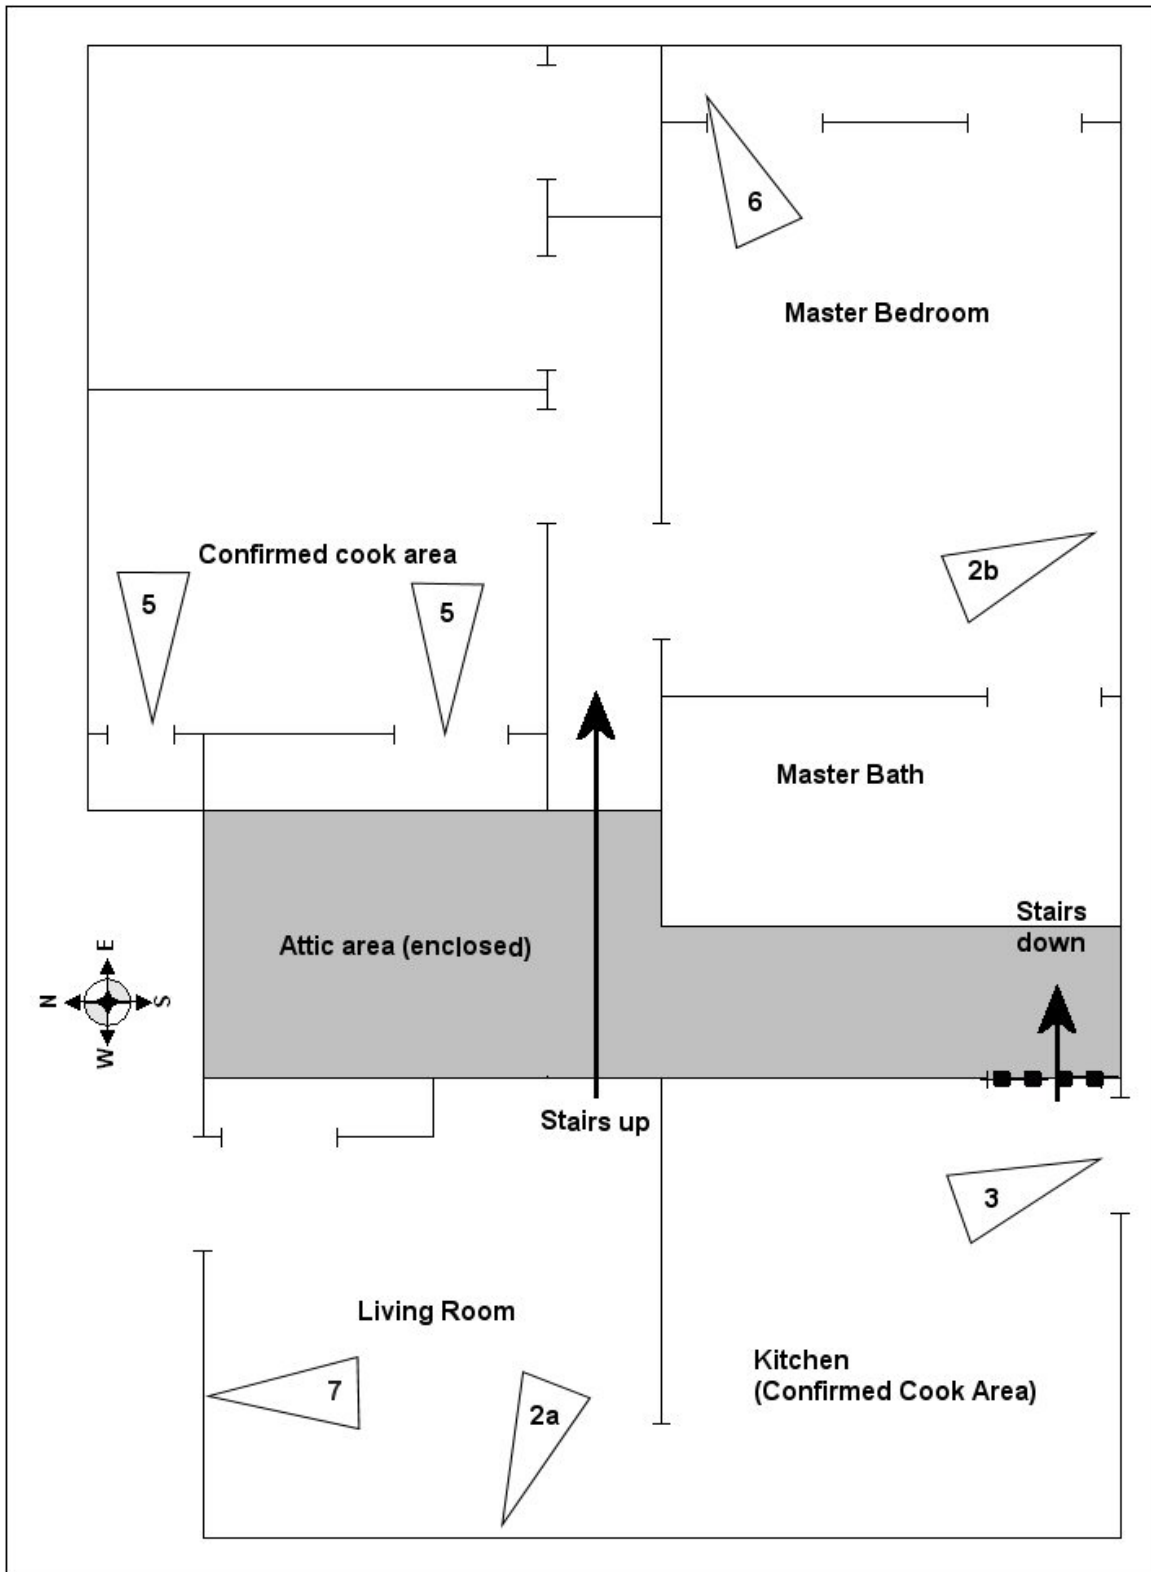 6
Master Bedroom
Confirmed cook area
5
5
2b
Master Bath
Stairs
down
Attic area (enclosed)
E
N
S
W
Stairs up
3
Living Room
Kitchen
(Confirmed Cook Area)
7
2a